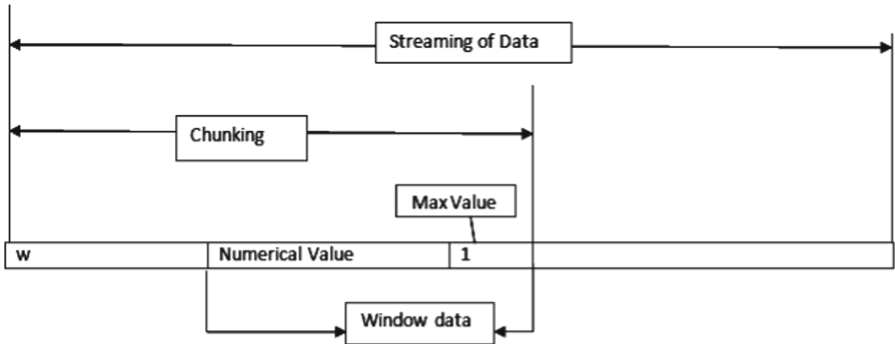 Streaming of Data
Chunking
Max Value
w Numerical Value 1
Window data